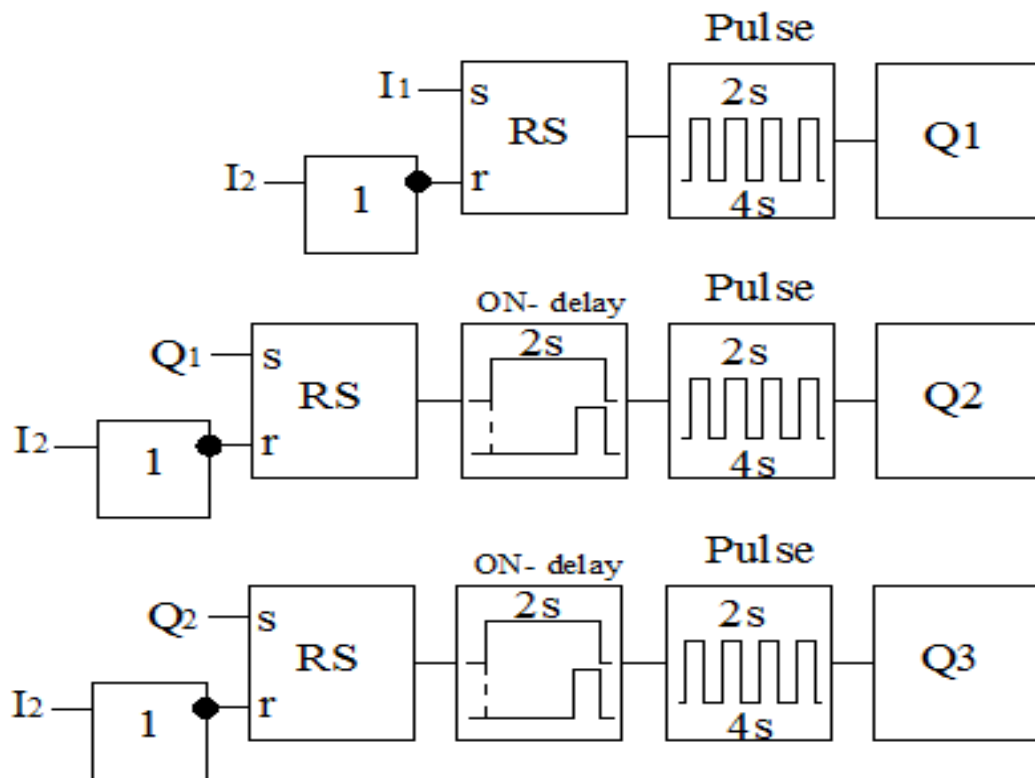 Pulse
I1 s RS 2s Q1
I2 1 r 4s
ON- delay Pulse
Q1 s RS 2s 2s Q2
I2 1 r 4s
ON- delay Pulse
Q2 s RS 2s 2s Q3
I2 1 r 4s